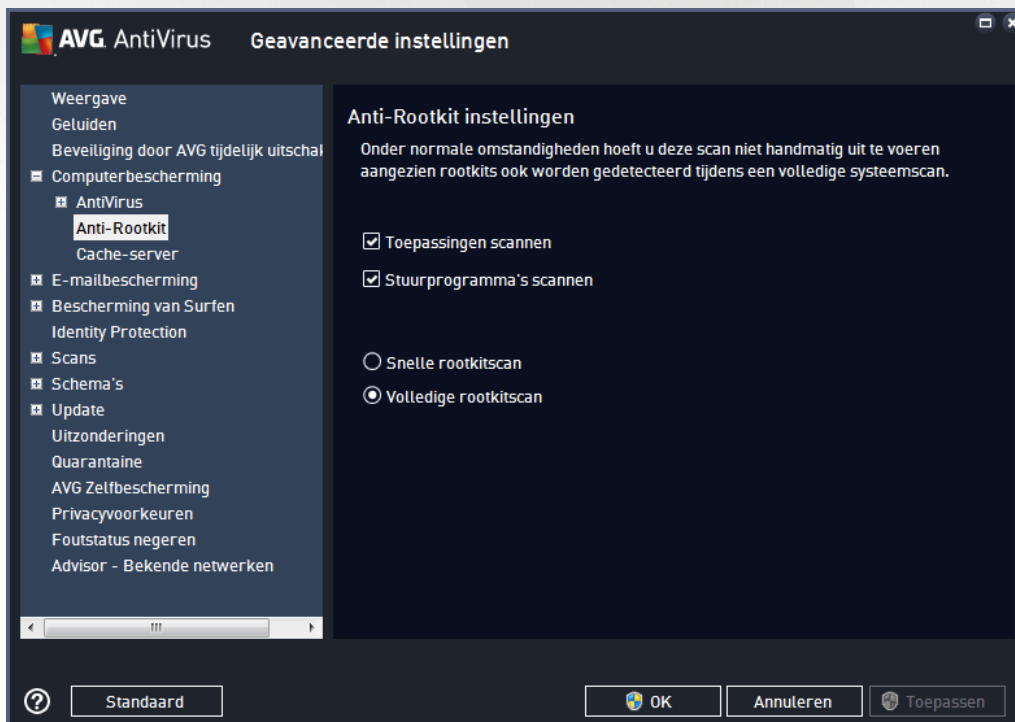 AVG. AntiVirus Geavanceerde instellingen
Weergave
Geluiden
Beveiliging door AVG tijdelijk uitschak
Computerbescherming
AntiVirus
Anti-Rootkit
Cache-server
E-mailbescherming
Bescherming van Surfen
Identity Protection
Scans
Schema's
Update
Uitzonderingen
Quarantaine
AVG Zelfbescherming
Privacyvoorkeuren
Foutstatus negeren
Advisor - Bekende netwerken
Anti-Rootkit instellingen
Onder normale omstandigheden hoeft u deze scan niet handmatig uit te voeren
aangezien rootkits ook worden gedetecteerd tijdens een volledige systeemscan.
Toepassingen scannen
Stuurprogramma's scannen
Snelle rootkitscan
Volledige rootkitscan
Standaard
OK
Annuleren
Toepassen